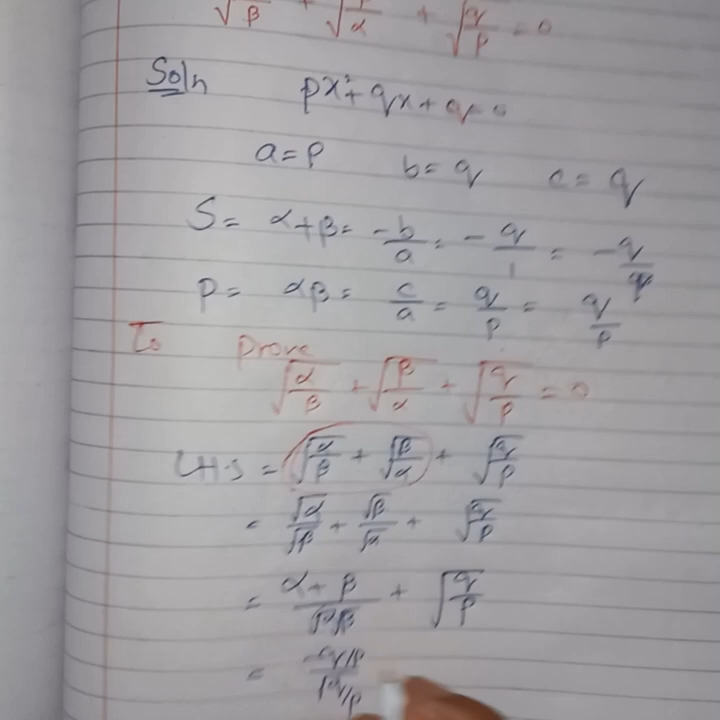 √β + √α + √q/p = 0
Soln px² + qx + q = 0
a = p b = q c = q
S = α+β = -b/a = -q/1 = -q/p
P = αβ = c/a = q/p = q/p
To Prove
√α/β + √β/α + √q/p = 0
LHS = √α/β + √β/α + √q/p
= √α/√β + √β/√α + √q/p
= α+β/√α√β + √q/p
= -q/p/√q/p